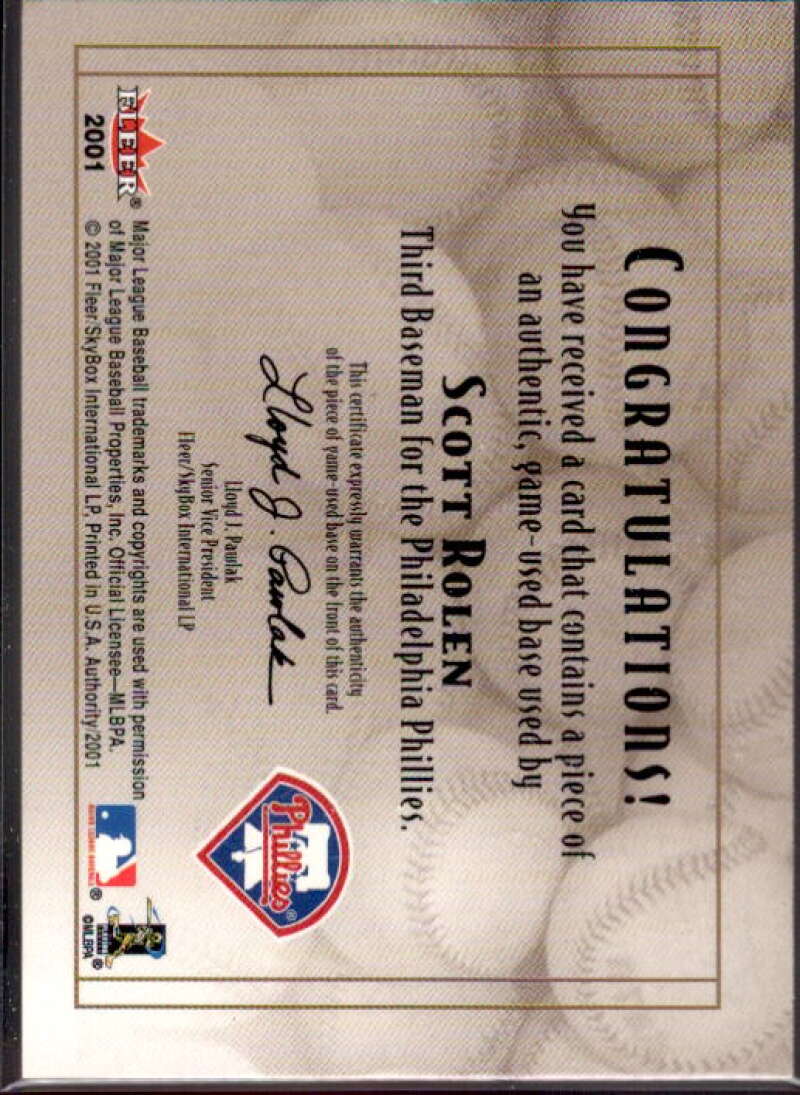 CONGRATULATIONS!
You have received a card that contains a piece of
an authentic, game-used base used by
SCOTT ROLEN
Third Baseman for the Philadelphia Phillies.
This certificate expressly warrants the authenticity
of the piece of game-used base on the front of this card.
Lloyd J. Pawlak
Lloyd J. Pawlak
Senior Vice President
Fleer/SkyBox International LP
Phillies®
FLEER®
2001
Major League Baseball trademarks and copyrights are used with permission
of Major League Baseball Properties, Inc. Official Licensee—MLBPA.
© 2001 Fleer/SkyBox International LP, Printed in U.S.A. Authority/2001
®
®
©MLBPA